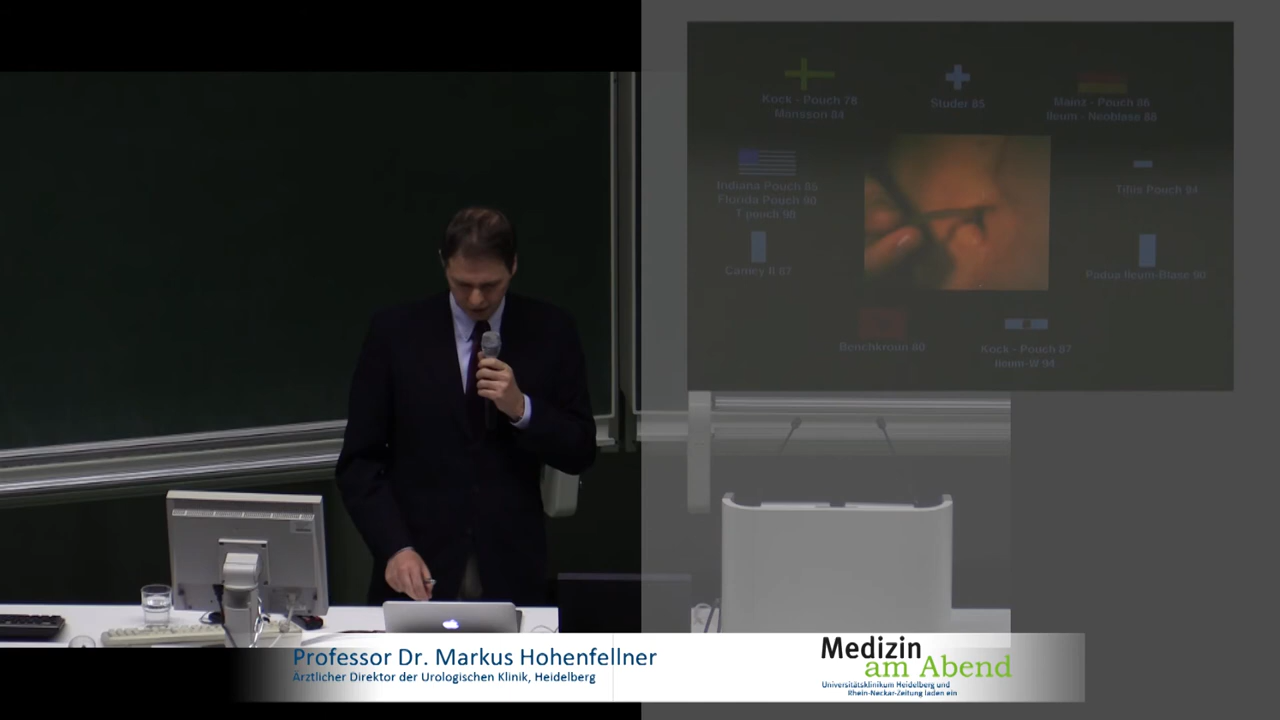 Kock - Pouch 78
Mansson 84
Studer 85
Mainz - Pouch 86
Ileum - Neoblase 88
Indiana Pouch 85
Florida Pouch 90
T pouch 98
Tiflis Pouch 84
Camey II 87
Padua Ileum-Blase 90
Benchkroun 80
Kock - Pouch 87
Ileum-W 94
Professor Dr. Markus Hohenfellner
Ärztlicher Direktor der Urologischen Klinik, Heidelberg
Medizin
am Abend
Universitätsklinikum Heidelberg und
Rhein-Neckar-Zeitung laden ein